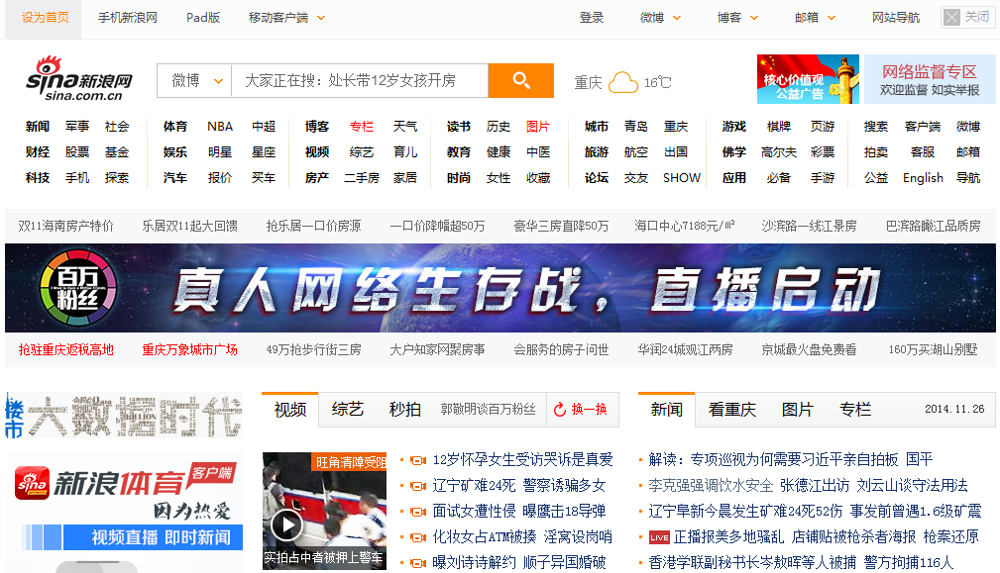 设为首页 手机新浪网 Pad版 移动客户端 登录 微博 博客 邮箱 网站导航 关闭
sina新浪网
sina.com.cn
微博 大家正在搜：处长带12岁女孩开房 重庆 16℃
核心价值观
公益广告
网络监督专区
欢迎监督 如实举报
新闻 军事 社会 体育 NBA 中超 博客 专栏 天气 读书 历史 图片 城市 青岛 重庆 游戏 棋牌 页游 搜索 客户端 微博
财经 股票 基金 娱乐 明星 星座 视频 综艺 育儿 教育 健康 中医 旅游 航空 出国 佛学 高尔夫 彩票 拍卖 客服 邮箱
科技 手机 探索 汽车 报价 买车 房产 二手房 家居 时尚 女性 收藏 论坛 交友 SHOW 应用 必备 手游 公益 English 导航
双11海南房产特价 乐居双11起大回馈 抢乐居一口价房源 一口价降幅超50万 豪华三房直降50万 海口中心7188元/㎡ 沙滨路一线江景房 巴滨路瞰江品质房
百万
粉丝
真人网络生存战，直播启动
抢驻重庆返税高地 重庆万象城市广场 49万抢步行街三房 大户知家网聚房事 会服务的房子问世 华润24城观江两房 京城最火盘免费看 160万买湖山别墅
楼市 大数据时代
视频 综艺 秒拍 郭敬明谈百万粉丝 换一换
新闻 看重庆 图片 专栏 2014.11.26
sina 新浪体育 客户端
因为热爱
视频直播 即时新闻
旺角清障受阻
实拍占中者被押上警车
12岁怀孕女生受访哭诉是真爱
辽宁矿难24死 警察诱骗多女
面试女遭性侵 曝鹰击18导弹
化妆女占ATM被揍 淫窝设岗哨
曝刘诗诗解约 顺子异国婚破
解读：专项巡视为何需要习近平亲自拍板 国平
李克强强调饮水安全 张德江出访 刘云山谈守法用法
辽宁阜新今晨发生矿难24死52伤 事发前曾遇1.6级矿震
LIVE 正播报美多地骚乱 店铺贴被枪杀者海报 枪案还原
香港学联副秘书长岑敖晖等人被捕 警方拘捕116人